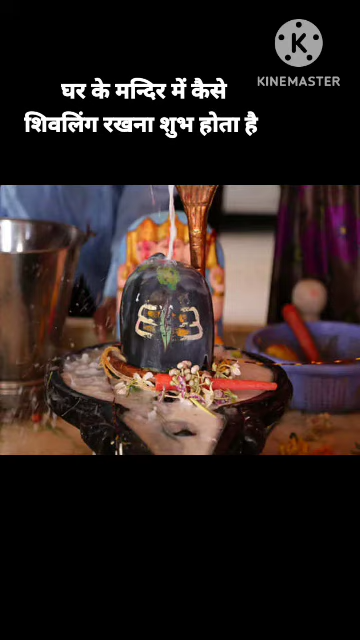 KINEMASTER
घर के मन्दिर में कैसे
शिवलिंग रखना शुभ होता है